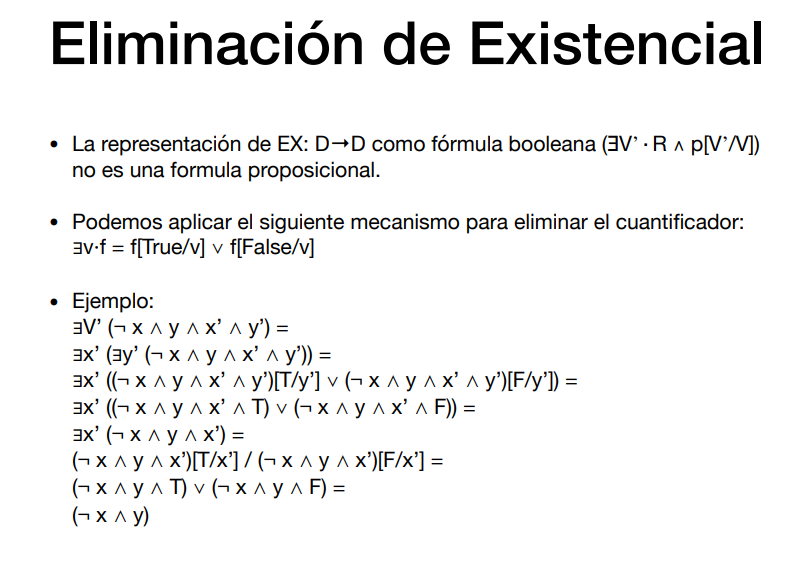 Eliminación de Existencial
• La representación de EX: D→D como fórmula booleana (∃V’ · R ∧ p[V’/V])
no es una formula proposicional.
• Podemos aplicar el siguiente mecanismo para eliminar el cuantificador:
∃v·f = f[True/v] ∨ f[False/v]
• Ejemplo:
∃V’ (¬ x ∧ y ∧ x’ ∧ y’) =
∃x’ (∃y’ (¬ x ∧ y ∧ x’ ∧ y’)) =
∃x’ ((¬ x ∧ y ∧ x’ ∧ y’)[T/y’] ∨ (¬ x ∧ y ∧ x’ ∧ y’)[F/y’]) =
∃x’ ((¬ x ∧ y ∧ x’ ∧ T) ∨ (¬ x ∧ y ∧ x’ ∧ F)) =
∃x’ (¬ x ∧ y ∧ x’) =
(¬ x ∧ y ∧ x’)[T/x’] / (¬ x ∧ y ∧ x’)[F/x’] =
(¬ x ∧ y ∧ T) ∨ (¬ x ∧ y ∧ F) =
(¬ x ∧ y)